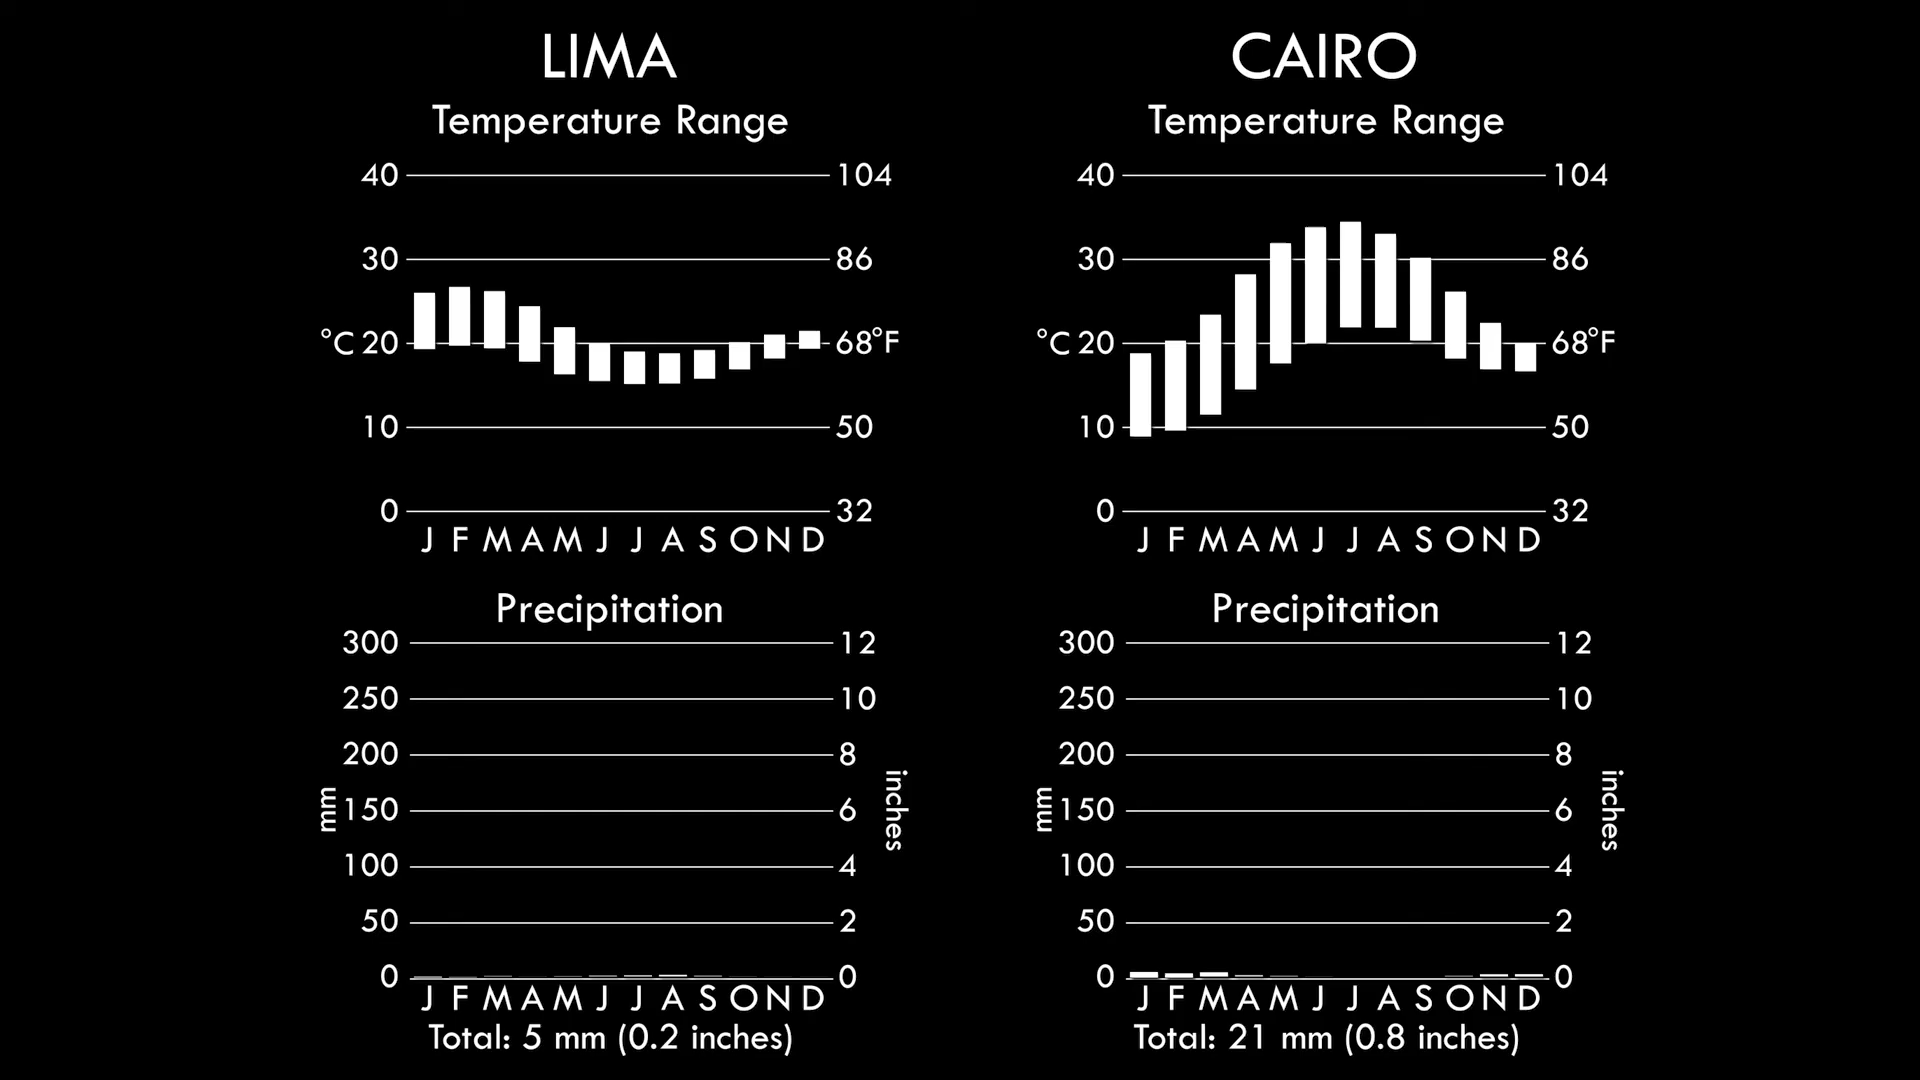 LIMA
Temperature Range
40 104
30 86
°C 20 68°F
10 50
0 32
J F M A M J J A S O N D
Precipitation
300 12
250 10
200 8
mm 150 6 inches
100 4
50 2
0 0
J F M A M J J A S O N D
Total: 5 mm (0.2 inches)
CAIRO
Temperature Range
40 104
30 86
°C 20 68°F
10 50
0 32
J F M A M J J A S O N D
Precipitation
300 12
250 10
200 8
mm 150 6 inches
100 4
50 2
0 0
J F M A M J J A S O N D
Total: 21 mm (0.8 inches)